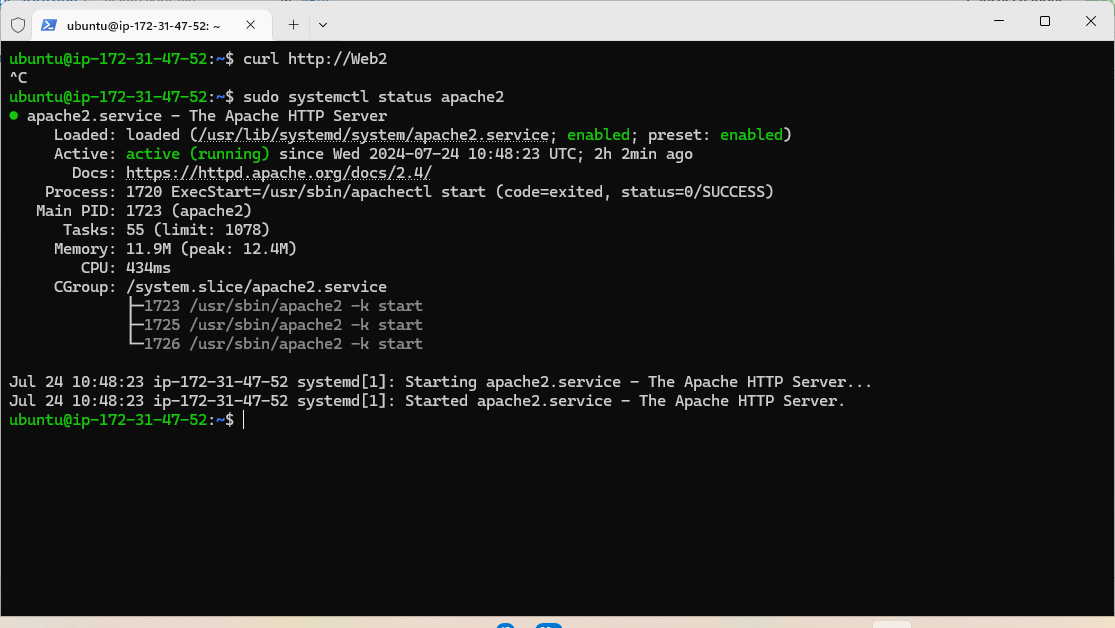 ubuntu@ip-172-31-47-52: ~
ubuntu@ip-172-31-47-52:~$ curl http://Web2
^C
ubuntu@ip-172-31-47-52:~$ sudo systemctl status apache2
● apache2.service - The Apache HTTP Server
Loaded: loaded (/usr/lib/systemd/system/apache2.service; enabled; preset: enabled)
Active: active (running) since Wed 2024-07-24 10:48:23 UTC; 2h 2min ago
Docs: https://httpd.apache.org/docs/2.4/
Process: 1720 ExecStart=/usr/sbin/apachectl start (code=exited, status=0/SUCCESS)
Main PID: 1723 (apache2)
Tasks: 55 (limit: 1078)
Memory: 11.9M (peak: 12.4M)
CPU: 434ms
CGroup: /system.slice/apache2.service
├─1723 /usr/sbin/apache2 -k start
├─1725 /usr/sbin/apache2 -k start
└─1726 /usr/sbin/apache2 -k start
Jul 24 10:48:23 ip-172-31-47-52 systemd[1]: Starting apache2.service - The Apache HTTP Server...
Jul 24 10:48:23 ip-172-31-47-52 systemd[1]: Started apache2.service - The Apache HTTP Server.
ubuntu@ip-172-31-47-52:~$